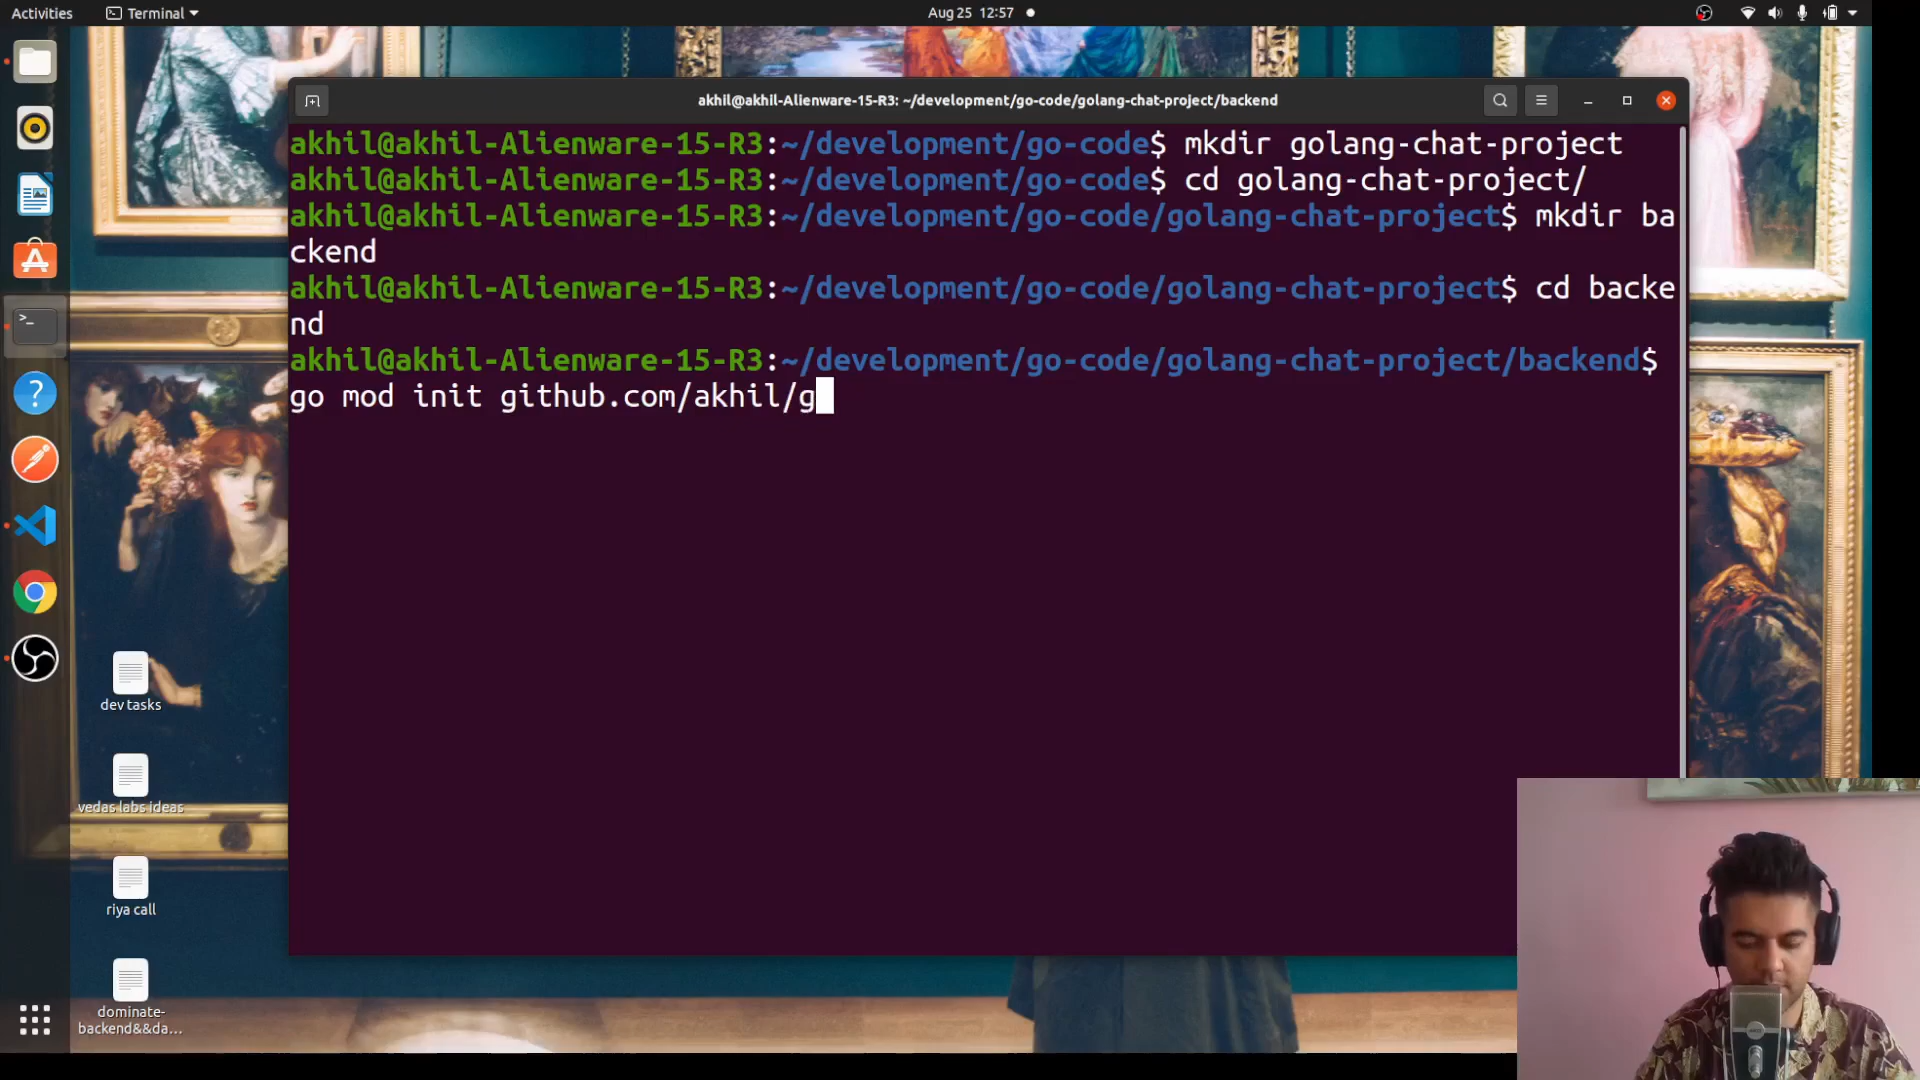 Activities Terminal Aug 25 12:57
akhil@akhil-Alienware-15-R3: ~/development/go-code/golang-chat-project/backend
akhil@akhil-Alienware-15-R3:~/development/go-code$ mkdir golang-chat-project
akhil@akhil-Alienware-15-R3:~/development/go-code$ cd golang-chat-project/
akhil@akhil-Alienware-15-R3:~/development/go-code/golang-chat-project$ mkdir ba
ckend
akhil@akhil-Alienware-15-R3:~/development/go-code/golang-chat-project$ cd backe
nd
akhil@akhil-Alienware-15-R3:~/development/go-code/golang-chat-project/backend$
go mod init github.com/akhil/g
dev tasks
vedas labs ideas
riya call
dominate-
backend&&da...